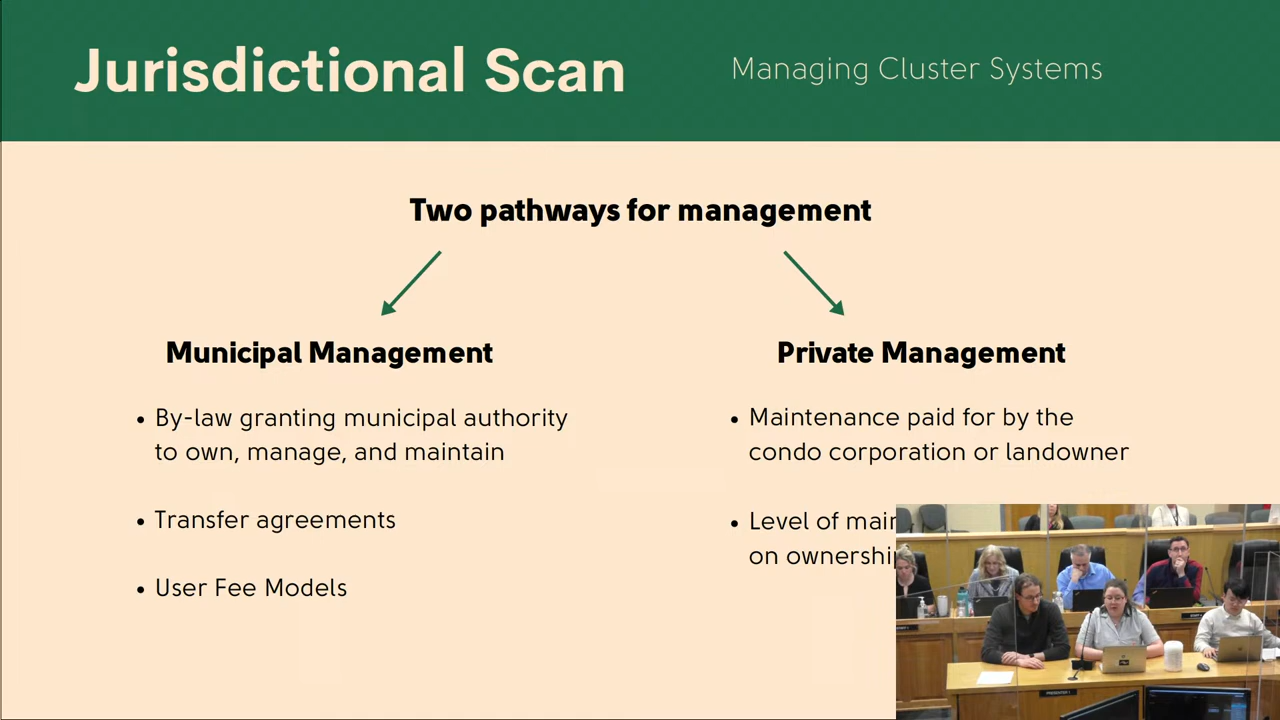 Jurisdictional Scan
Managing Cluster Systems
Two pathways for management
Municipal Management
• By-law granting municipal authority
to own, manage, and maintain
• Transfer agreements
• User Fee Models
Private Management
• Maintenance paid for by the
condo corporation or landowner
• Level of
on
PRESENTER 1